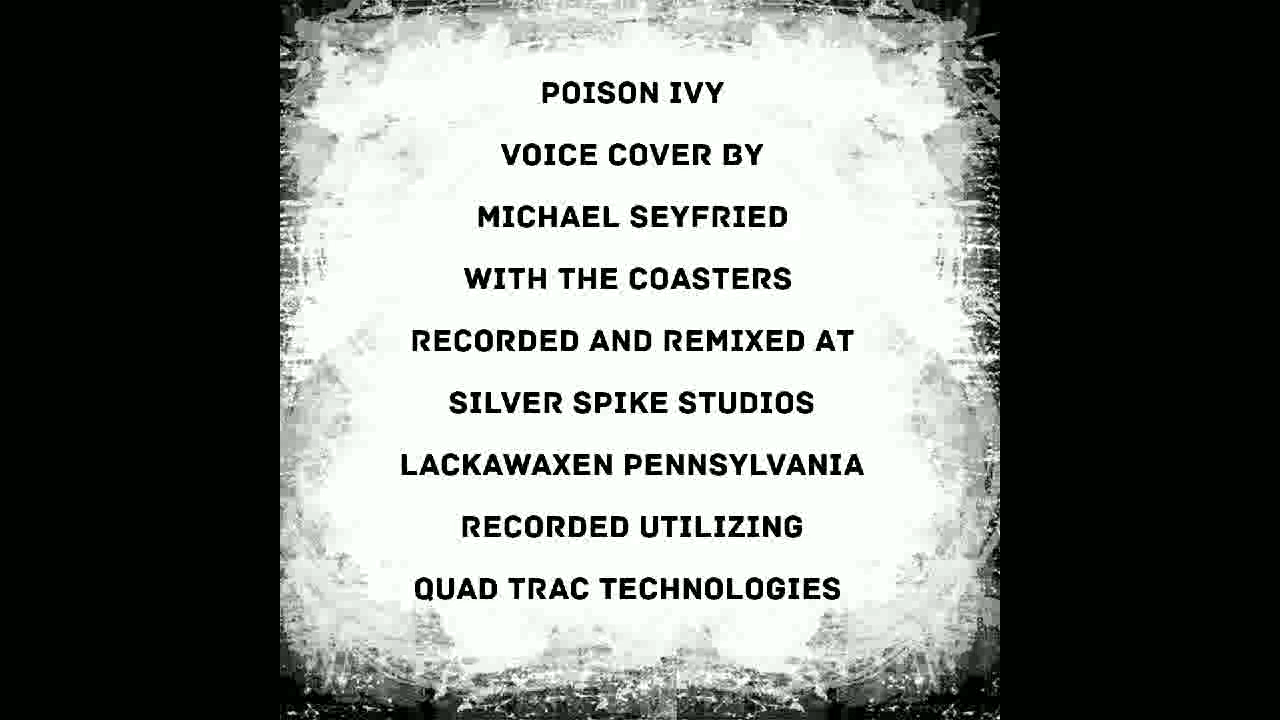 POISON IVY
VOICE COVER BY
MICHAEL SEYFRIED
WITH THE COASTERS
RECORDED AND REMIXED AT
SILVER SPIKE STUDIOS
LACKAWAXEN PENNSYLVANIA
RECORDED UTILIZING
QUAD TRAC TECHNOLOGIES